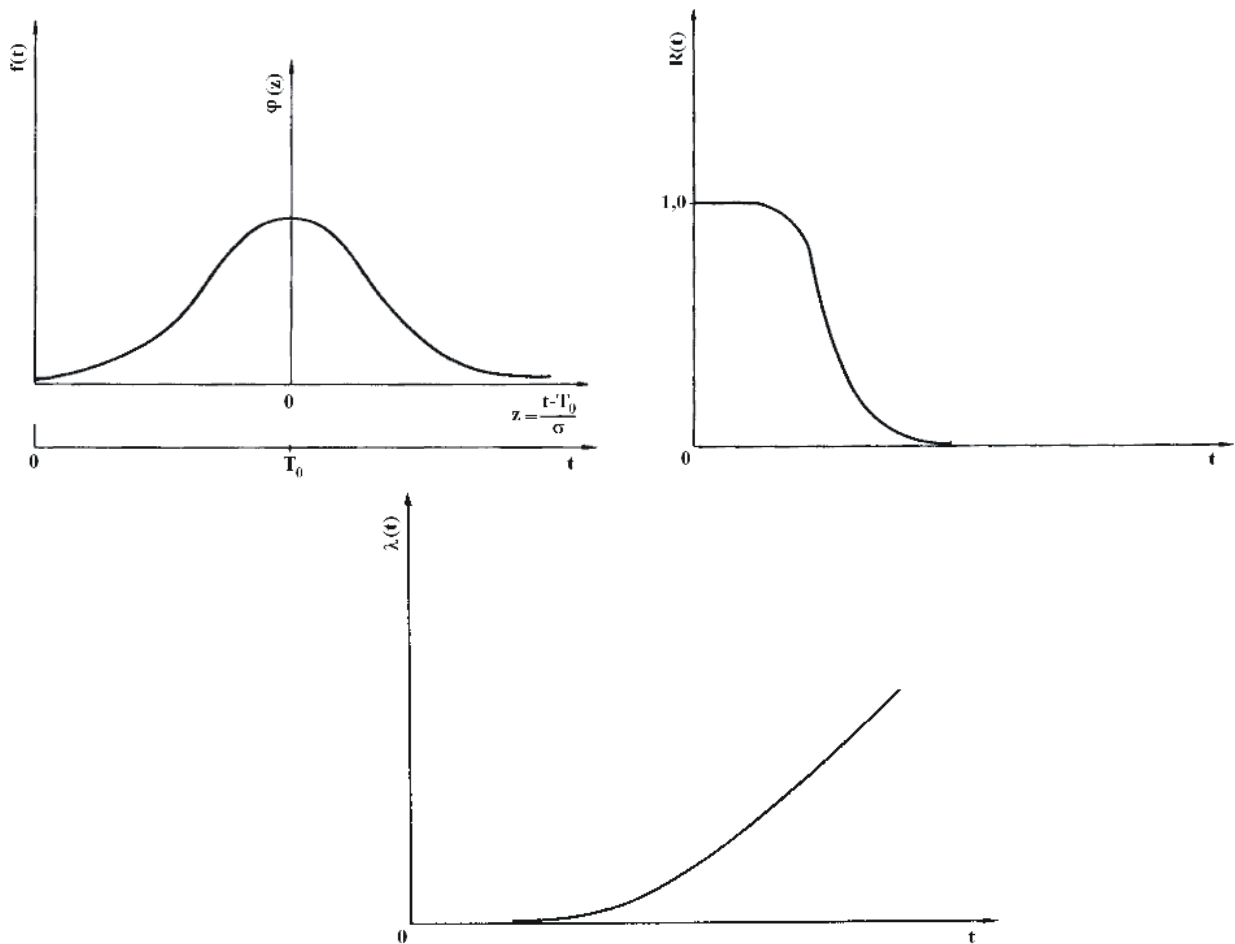 f(t)
φ(z)
0
z = t-T₀ / σ
0 T₀ t
R(t)
1,0
0 t
λ(t)
0 t